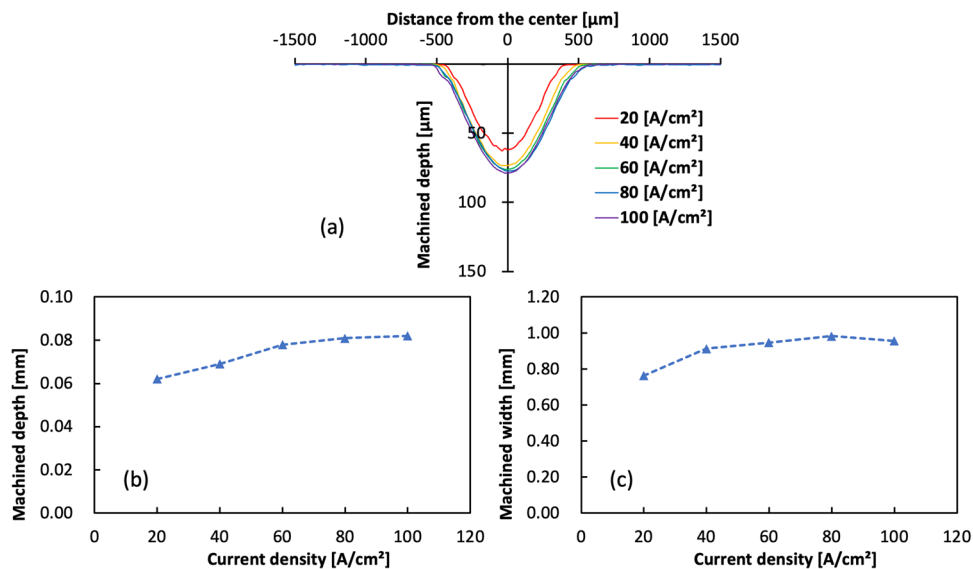 Distance from the center [µm]
-1500 -1000 -500 0 500 1000 1500
Machined depth [µm]
50
100
150
20 [A/cm²]
40 [A/cm²]
60 [A/cm²]
80 [A/cm²]
100 [A/cm²]
(a)
0.10
0.08
0.06
0.04
0.02
0.00
Machined depth [mm]
(b)
0 20 40 60 80 100 120
Current density [A/cm²]
1.20
1.00
0.80
0.60
0.40
0.20
0.00
Machined width [mm]
(c)
0 20 40 60 80 100 120
Current density [A/cm²]